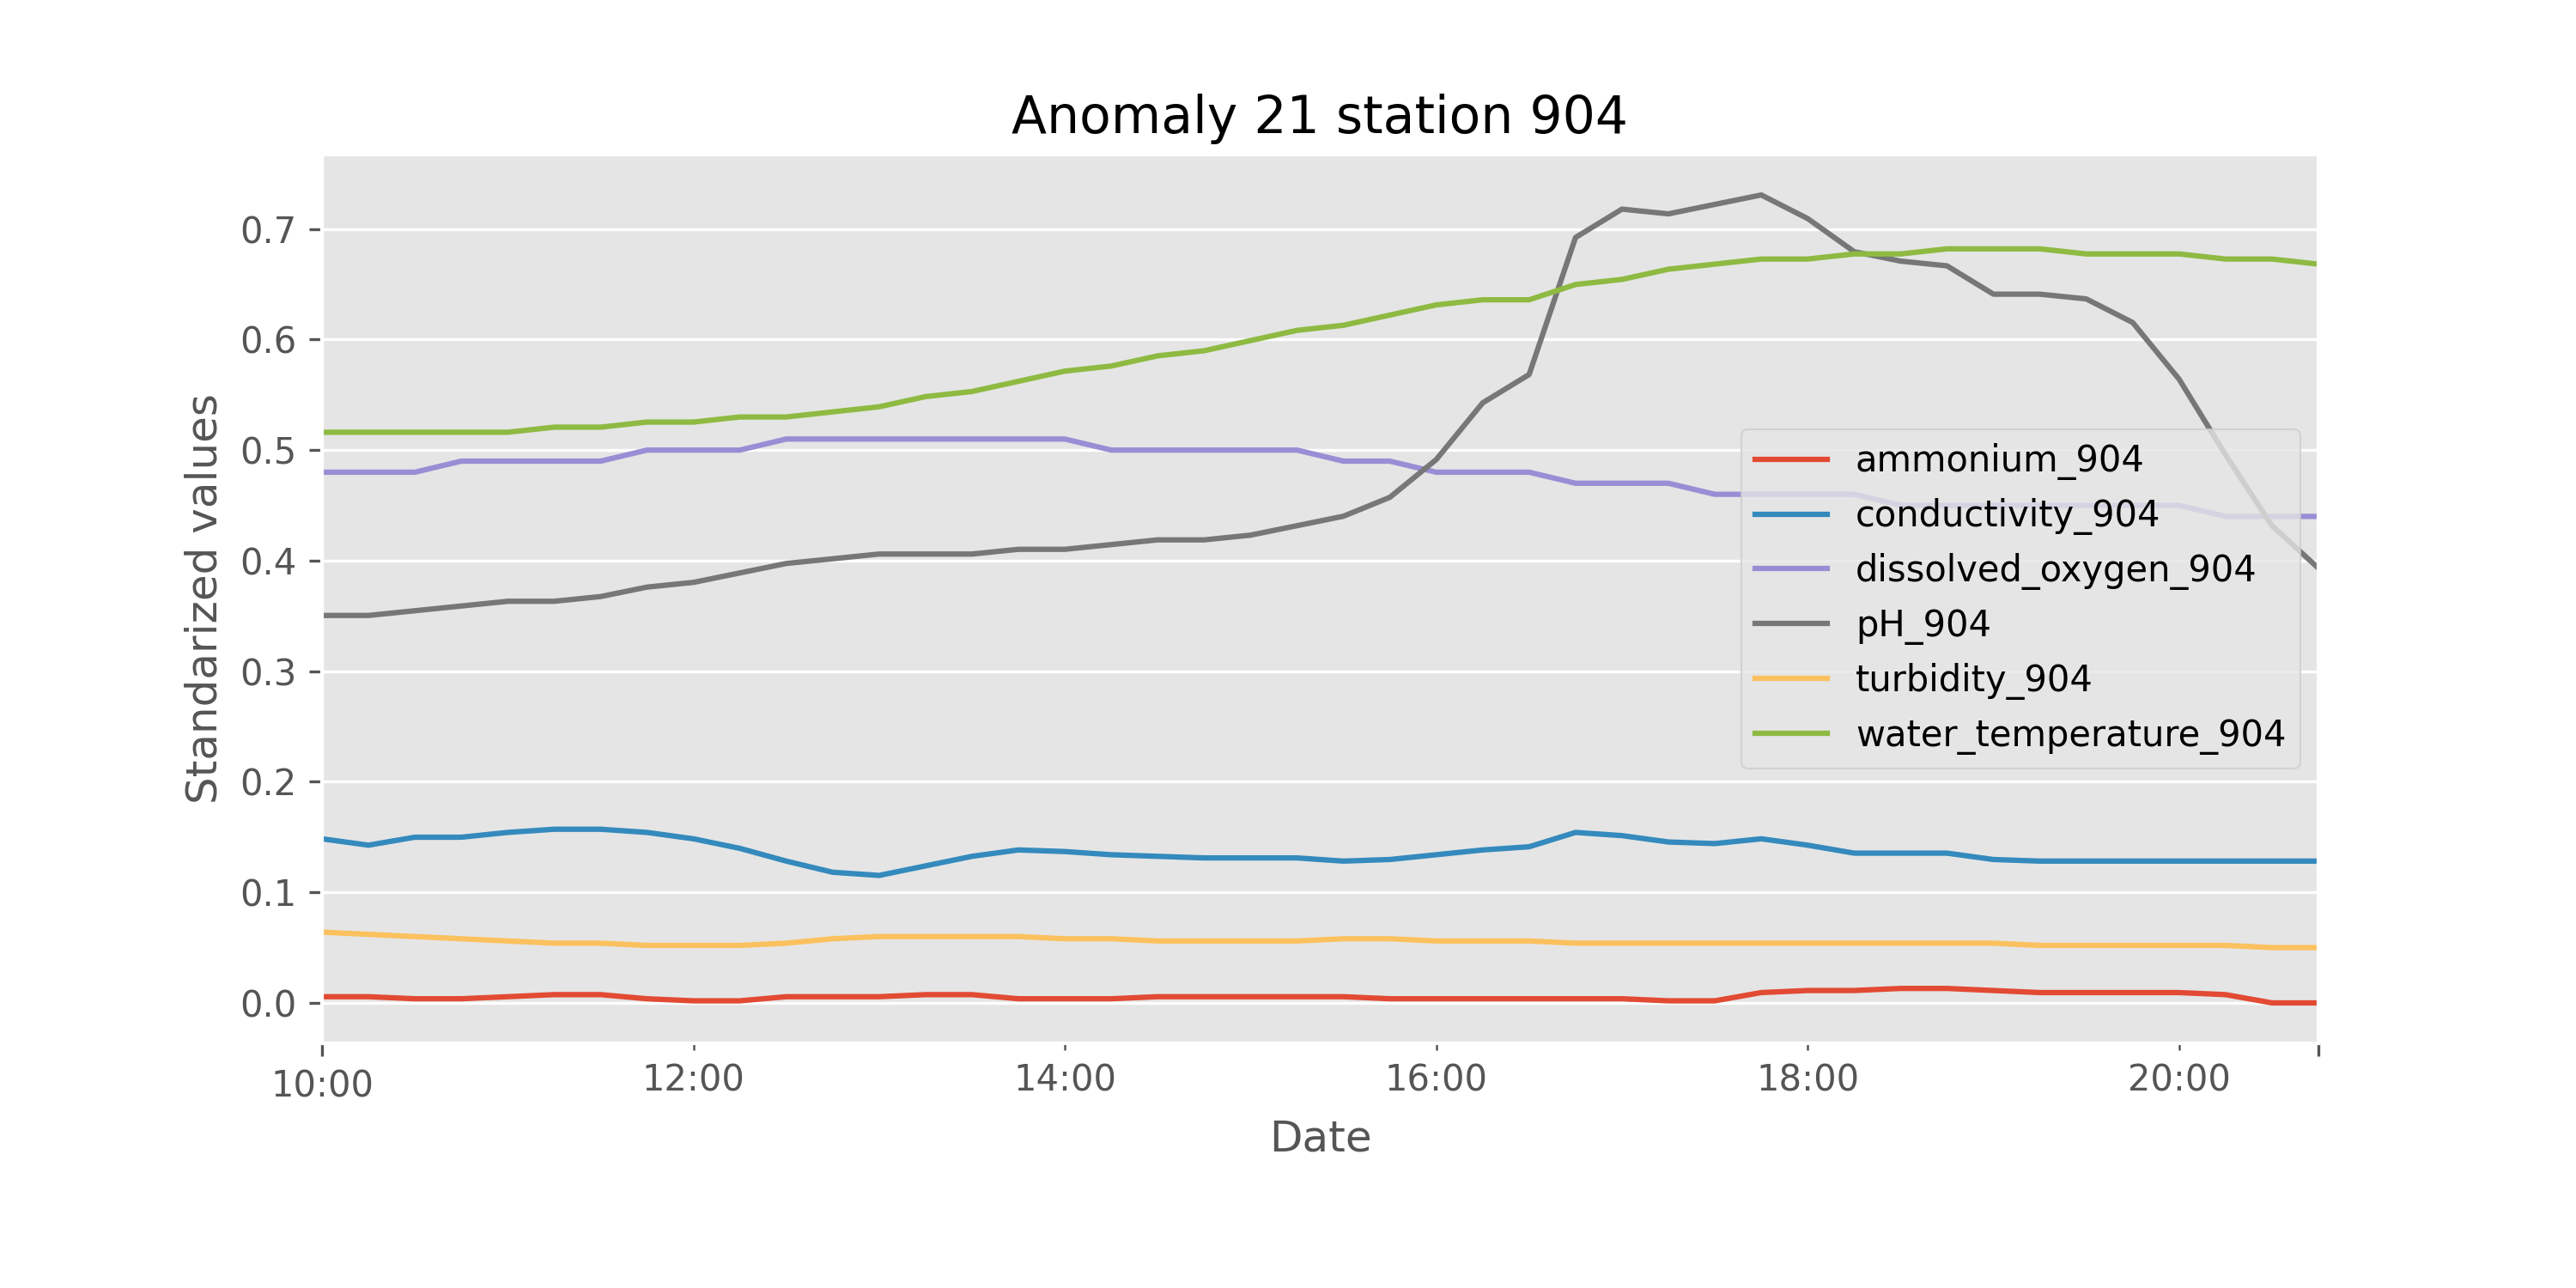 Anomaly 21 station 904
Standarized values
0.7
0.6
0.5
0.4
0.3
0.2
0.1
0.0
ammonium_904
conductivity_904
dissolved_oxygen_904
pH_904
turbidity_904
water_temperature_904
10:00 12:00 14:00 16:00 18:00 20:00
Date